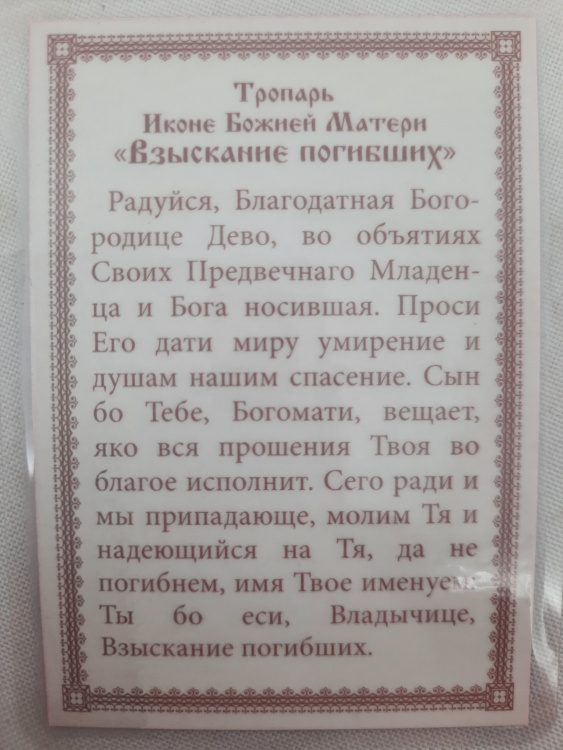 Тропарь
Иконе Божией Матери
«Взыскание погибших»
Радуйся, Благодатная Бого-
родице Дево, во объятиях
Своих Предвечнаго Младен-
ца и Бога носившая. Проси
Его дати миру умирение и
душам нашим спасение. Сын
бо Тебе, Богомати, вещает,
яко вся прошения Твоя во
благое исполнит. Сего ради и
мы припадающе, молим Тя и
надеющийся на Тя, да не
погибнем, имя Твое именуем:
Ты бо еси, Владычице,
Взыскание погибших.